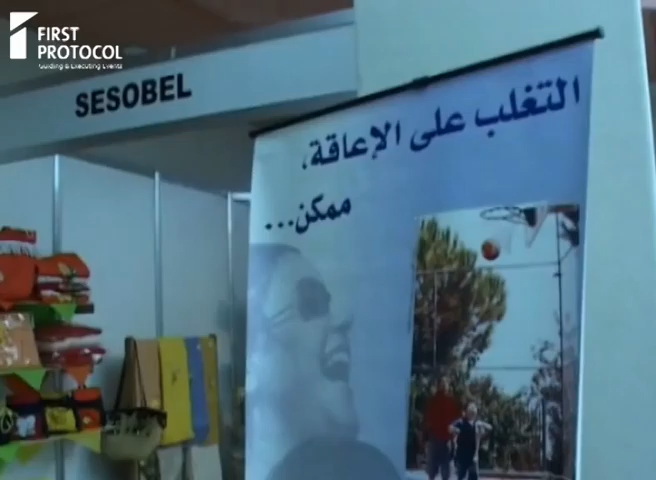 FIRST
PROTOCOL
Guiding & Executing Events
SESOBEL
التغلب على الإعاقة،
ممكن...